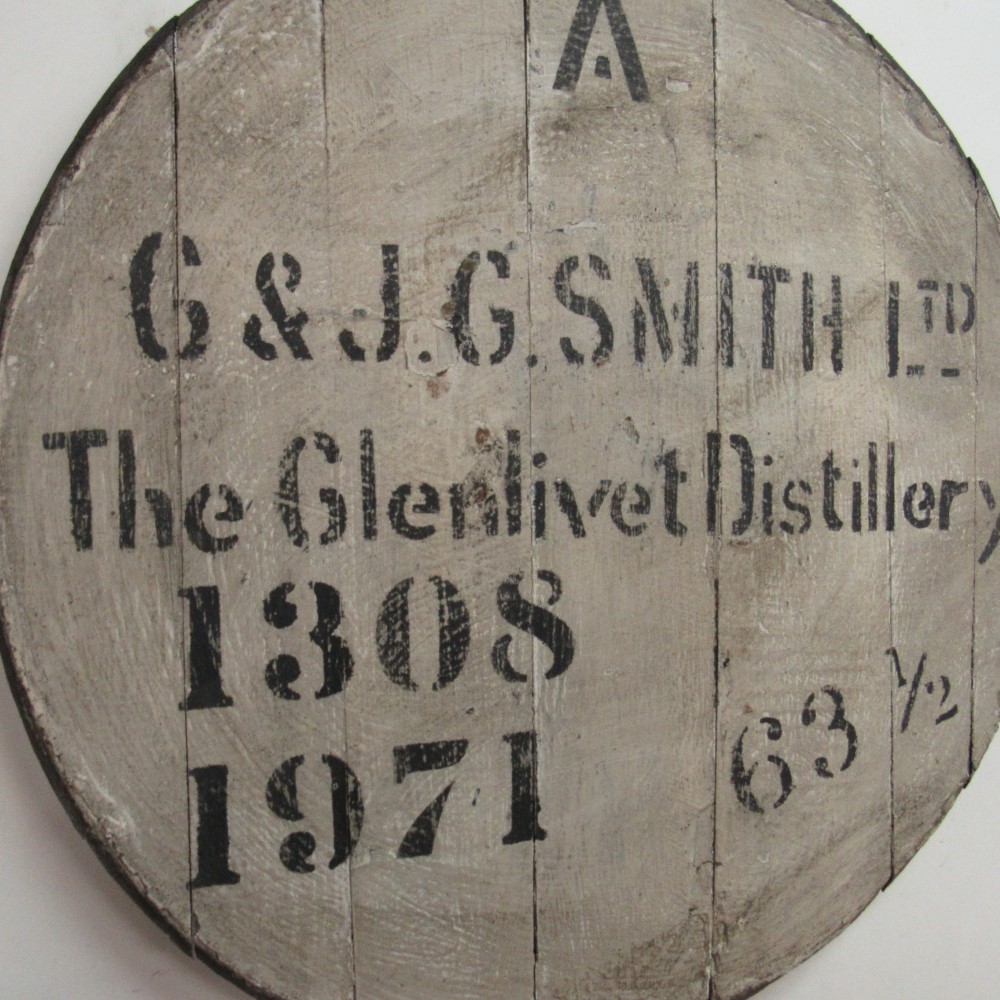 A
G & J.G. SMITH LTD
The Glenlivet Distillery
1308
63 1/2
1971